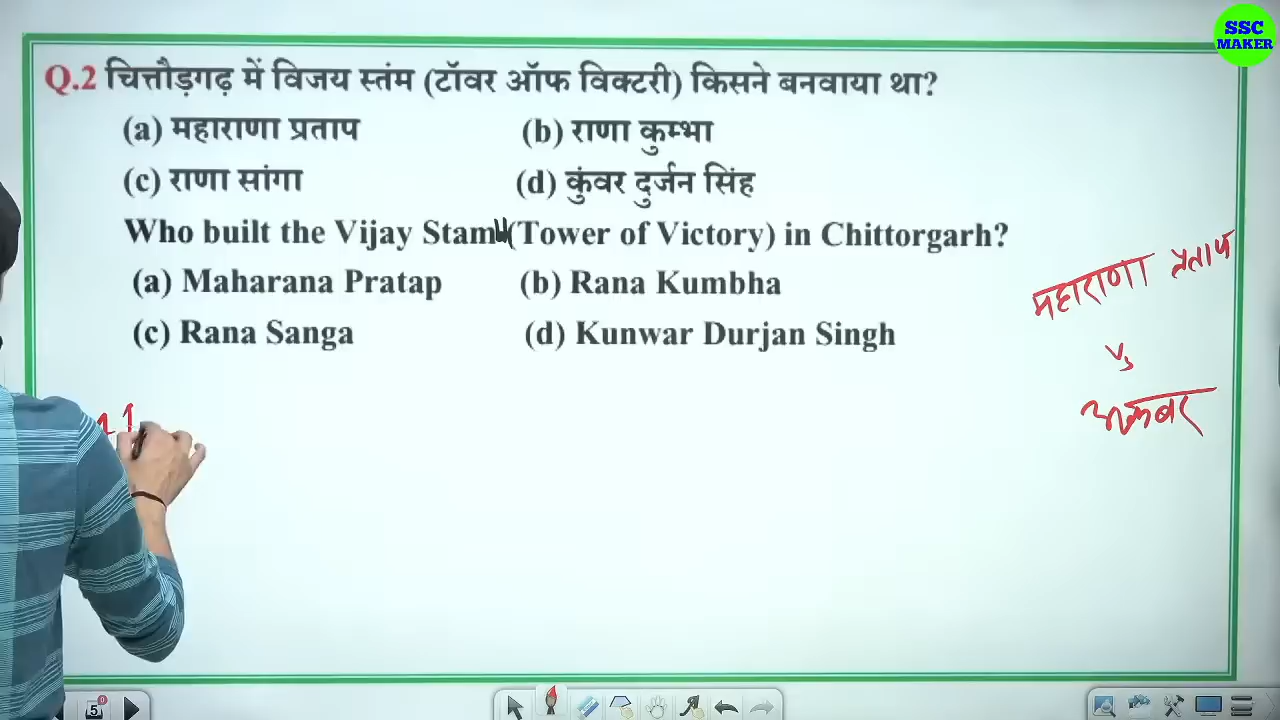 SSC
MAKER
Q.2 चित्तौड़गढ़ में विजय स्तंम (टॉवर ऑफ विक्टरी) किसने बनवाया था?
(a) महाराणा प्रताप (b) राणा कुम्भा
(c) राणा सांगा (d) कुंवर दुर्जन सिंह
Who built the Vijay Stam (Tower of Victory) in Chittorgarh?
(a) Maharana Pratap (b) Rana Kumbha
(c) Rana Sanga (d) Kunwar Durjan Singh
महाराणा प्रताप
vs
अकबर
5